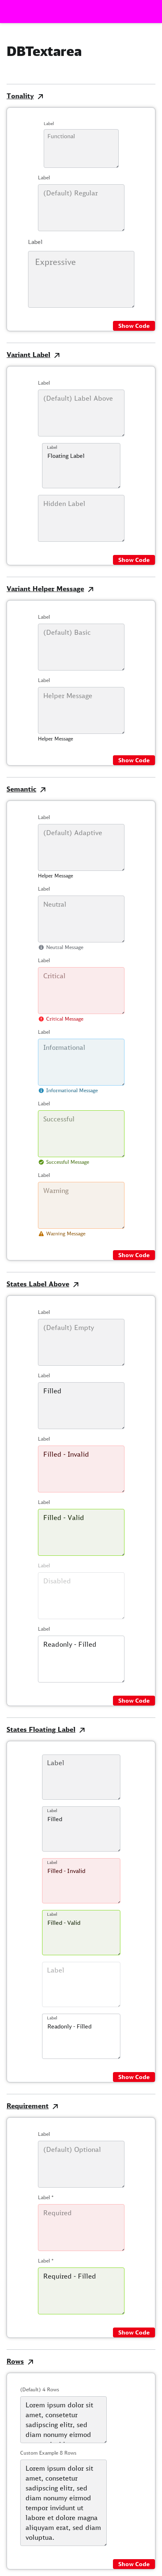 DBTextarea
Tonality
Label
Functional
Label
(Default) Regular
Label
Expressive
Show Code
Variant Label
Label
(Default) Label Above
Label
Floating Label
Hidden Label
Show Code
Variant Helper Message
Label
(Default) Basic
Label
Helper Message
Helper Message
Show Code
Semantic
Label
(Default) Adaptive
Helper Message
Label
Neutral
Neutral Message
Label
Critical
Critical Message
Label
Informational
Informational Message
Label
Successful
Successful Message
Label
Warning
Warning Message
Show Code
States Label Above
Label
(Default) Empty
Label
Filled
Label
Filled - Invalid
Label
Filled - Valid
Label
Disabled
Label
Readonly - Filled
Show Code
States Floating Label
Label
Label
Filled
Label
Filled - Invalid
Label
Filled - Valid
Label
Label
Readonly - Filled
Show Code
Requirement
Label
(Default) Optional
Label *
Required
Label *
Required - Filled
Show Code
Rows
(Default) 4 Rows
Lorem ipsum dolor sit
amet, consetetur
sadipscing elitr, sed
diam nonumy eirmod
Custom Example 8 Rows
Lorem ipsum dolor sit
amet, consetetur
sadipscing elitr, sed
diam nonumy eirmod
tempor invidunt ut
labore et dolore magna
aliquyam erat, sed diam
voluptua.
Show Code